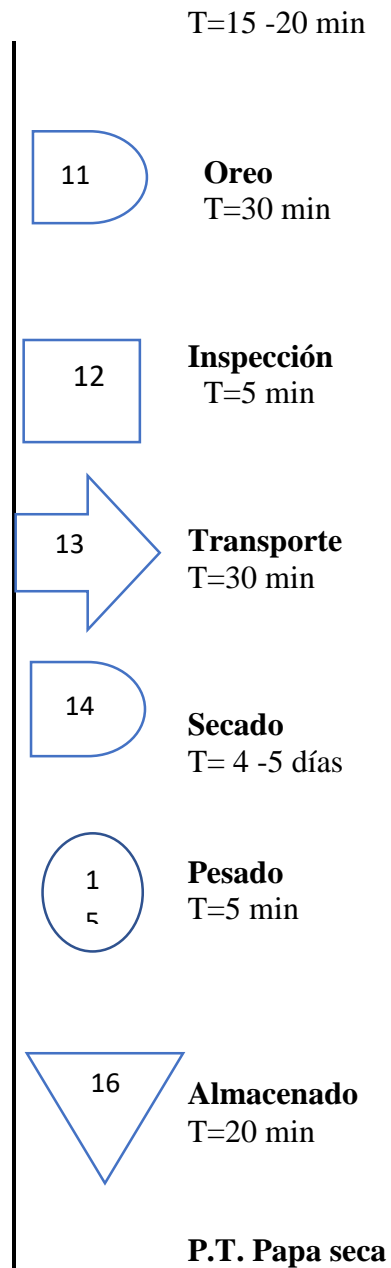 T=15 -20 min
11
Oreo
T=30 min
12
Inspección
T=5 min
13
Transporte
T=30 min
14
Secado
T= 4 -5 días
1
5
Pesado
T=5 min
16
Almacenado
T=20 min
P.T. Papa seca